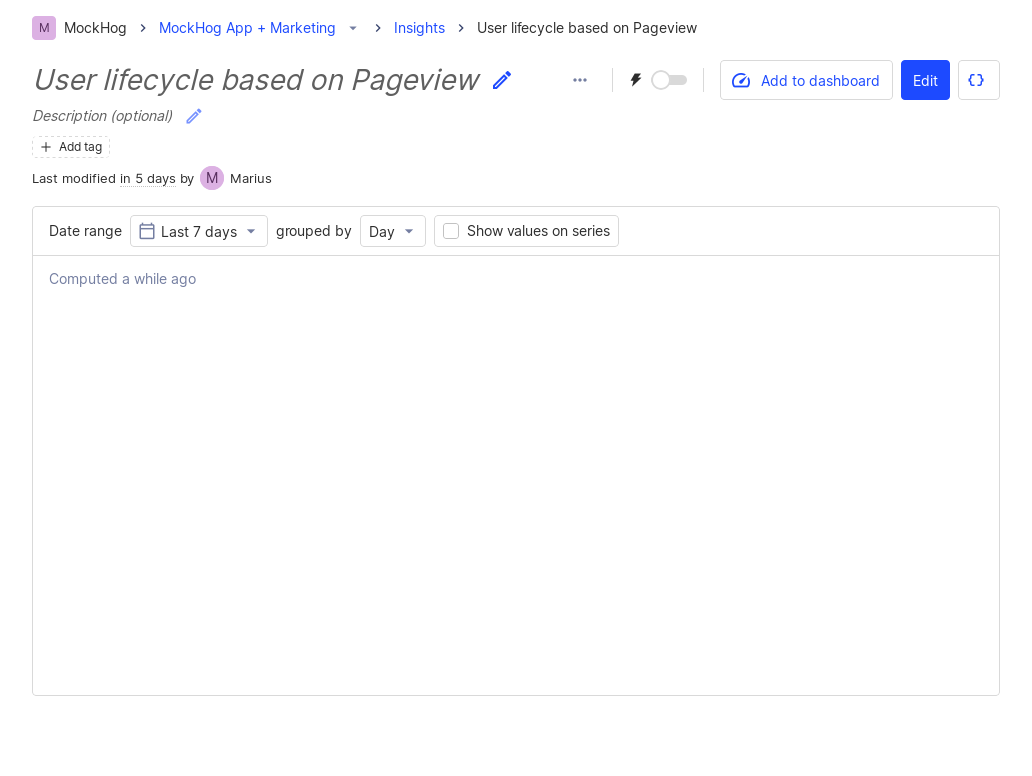 M MockHog MockHog App + Marketing Insights User lifecycle based on Pageview
User lifecycle based on Pageview Add to dashboard Edit {}
Description (optional)
Add tag
Last modified in 5 days by M Marius
Date range Last 7 days grouped by Day Show values on series
Computed a while ago